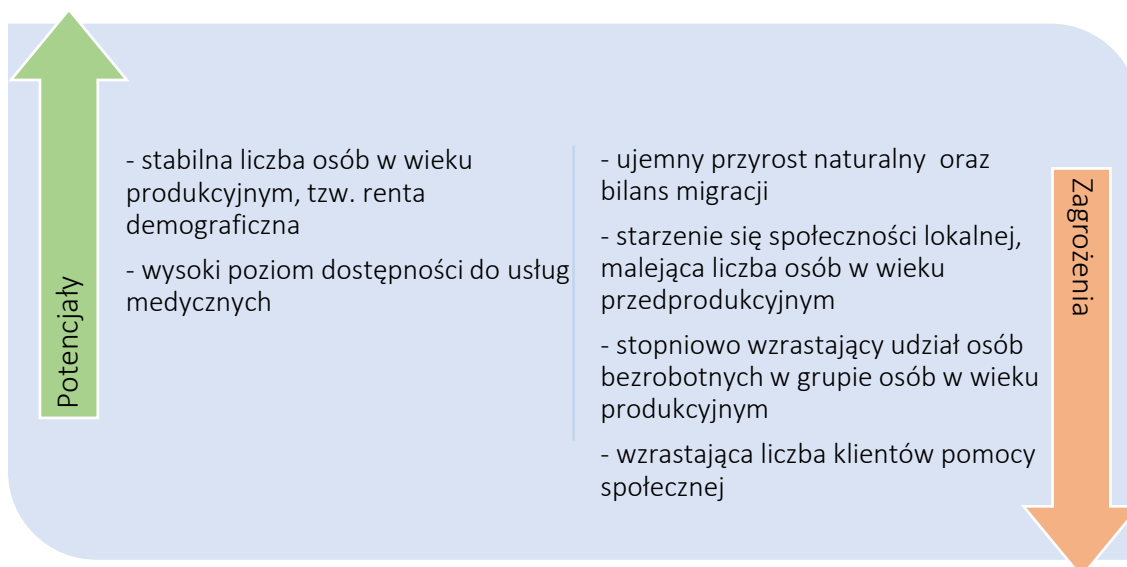 Potencjały
- stabilna liczba osób w wieku
produkcyjnym, tzw. renta
demograficzna
- wysoki poziom dostępności do usług
medycznych
- ujemny przyrost naturalny  oraz
bilans migracji
- starzenie się społeczności lokalnej,
malejąca liczba osób w wieku
przedprodukcyjnym
- stopniowo wzrastający udział osób
bezrobotnych w grupie osób w wieku
produkcyjnym
- wzrastająca liczba klientów pomocy
społecznej
Zagrożenia